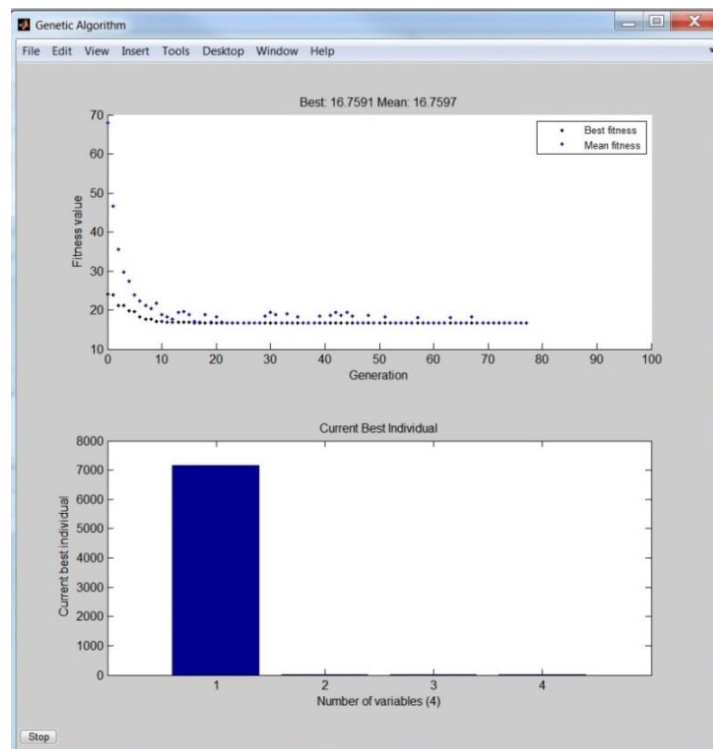 Genetic Algorithm
File Edit View Insert Tools Desktop Window Help
Best: 16.7591 Mean: 16.7597
70
60
50
40
30
20
10
Fitness value
Best fitness
Mean fitness
0 10 20 30 40 50 60 70 80 90 100
Generation
Current Best Individual
8000
7000
6000
5000
4000
3000
2000
1000
0
Current best individual
1 2 3 4
Number of variables (4)
Stop